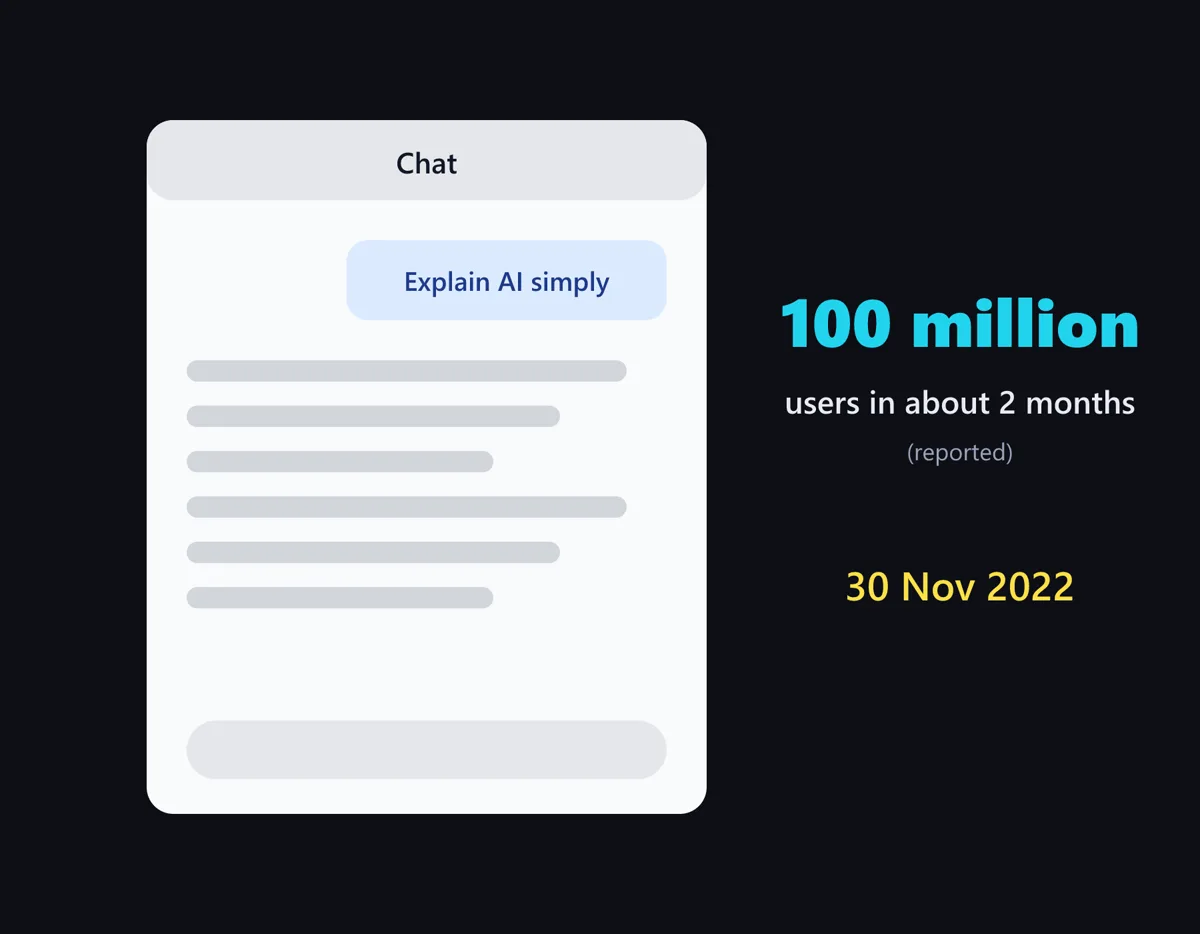 Chat
Explain AI simply
100 million
users in about 2 months
(reported)
30 Nov 2022